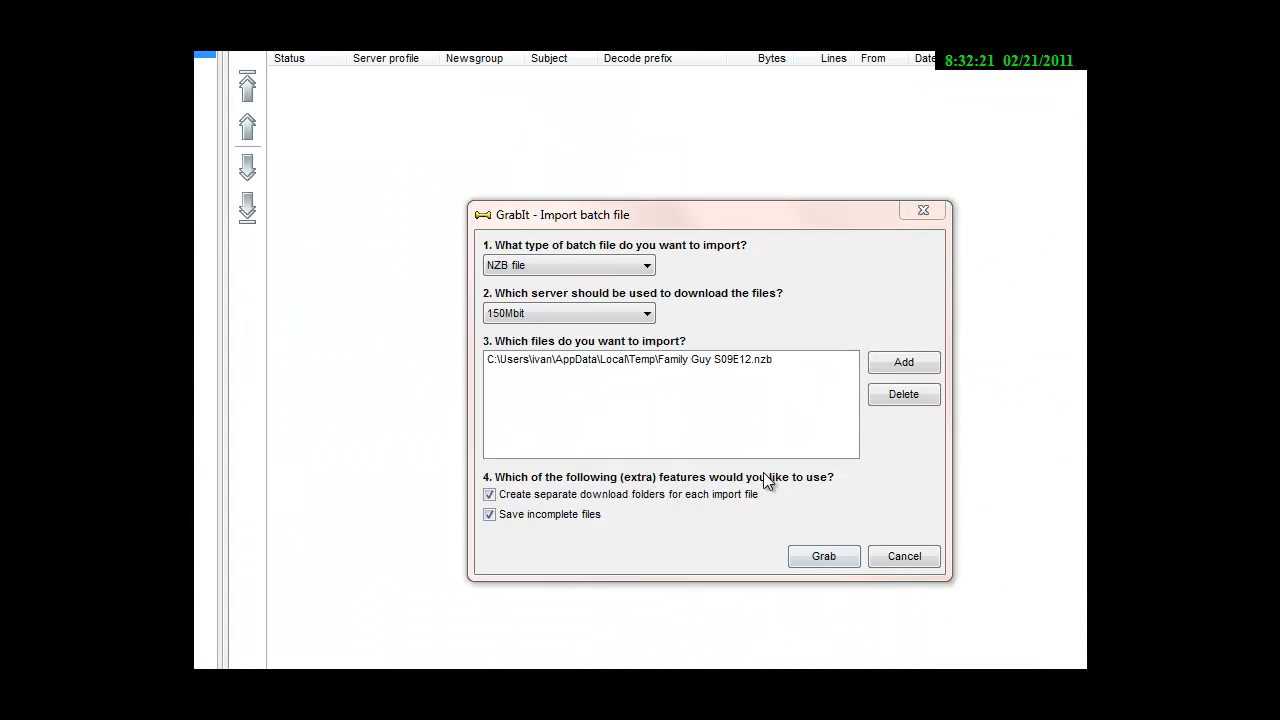 Status Server profile Newsgroup Subject Decode prefix Bytes Lines From Date
8:32:21 02/21/2011
GrabIt - Import batch file
1. What type of batch file do you want to import?
NZB file
2. Which server should be used to download the files?
150Mbit
3. Which files do you want to import?
C:\Users\ivan\AppData\Local\Temp\Family Guy S09E12.nzb
Add
Delete
4. Which of the following (extra) features would you like to use?
Create separate download folders for each import file
Save incomplete files
Grab Cancel